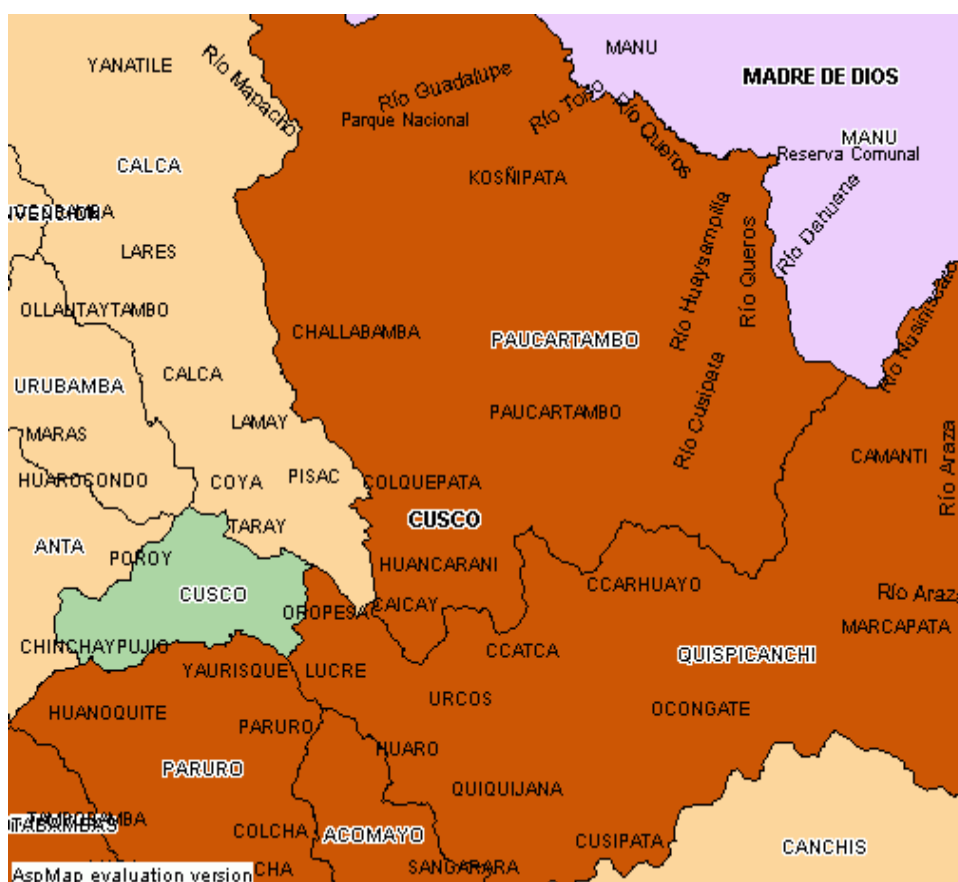 MANU
YANATILE
Río Mapacho
Río Guadalupe
MADRE DE DIOS
Río Tono
Parque Nacional
Río Queros
MANU
Reserva Comunal
CALCA
KOSÑIPATA
LARES
Río Dahuene
Río Huaysampilla
Río Queros
OLLANTAYTAMBO
CHALLABAMBA
PAUCARTAMBO
CALCA
URUBAMBA
LAMAY
PAUCARTAMBO
Río Cusipata
MARAS
CAMANTI
Río Araza
HUAROCONDO
COYA
PISAC
COLQUEPATA
CUSCO
TARAY
ANTA
POROY
HUANCARANI
CCARHUAYO
CUSCO
Río Araza
OROPESA
CAICAY
MARCAPATA
CHINCHAYPUJIO
CCATCA
QUISPICANCHI
YAURISQUE
LUCRE
URCOS
HUANOQUITE
OCONGATE
PARURO
HUARO
PARURO
QUIQUIJANA
TAMBOBAMBA
COLCHA
ACOMAYO
CUSIPATA
CANCHIS
SANGARARA
CHA
AspMap evaluation version